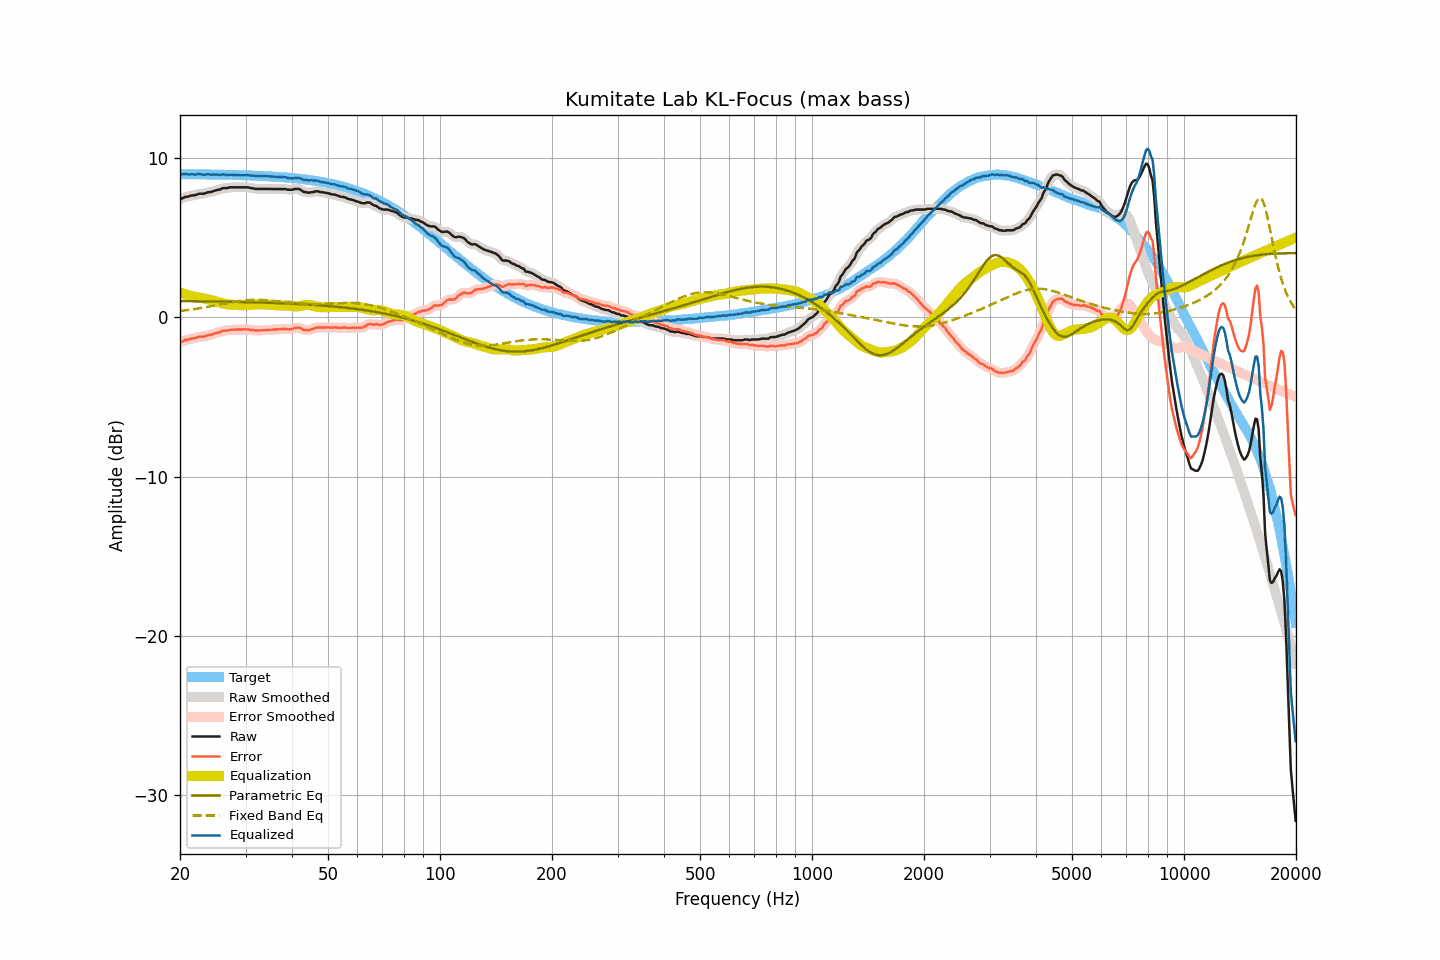 Kumitate Lab KL-Focus (max bass)
10
0
−10
−20
−30
Amplitude (dBr)
Target
Raw Smoothed
Error Smoothed
Raw
Error
Equalization
Parametric Eq
Fixed Band Eq
Equalized
20 50 100 200 500 1000 2000 5000 10000 20000
Frequency (Hz)